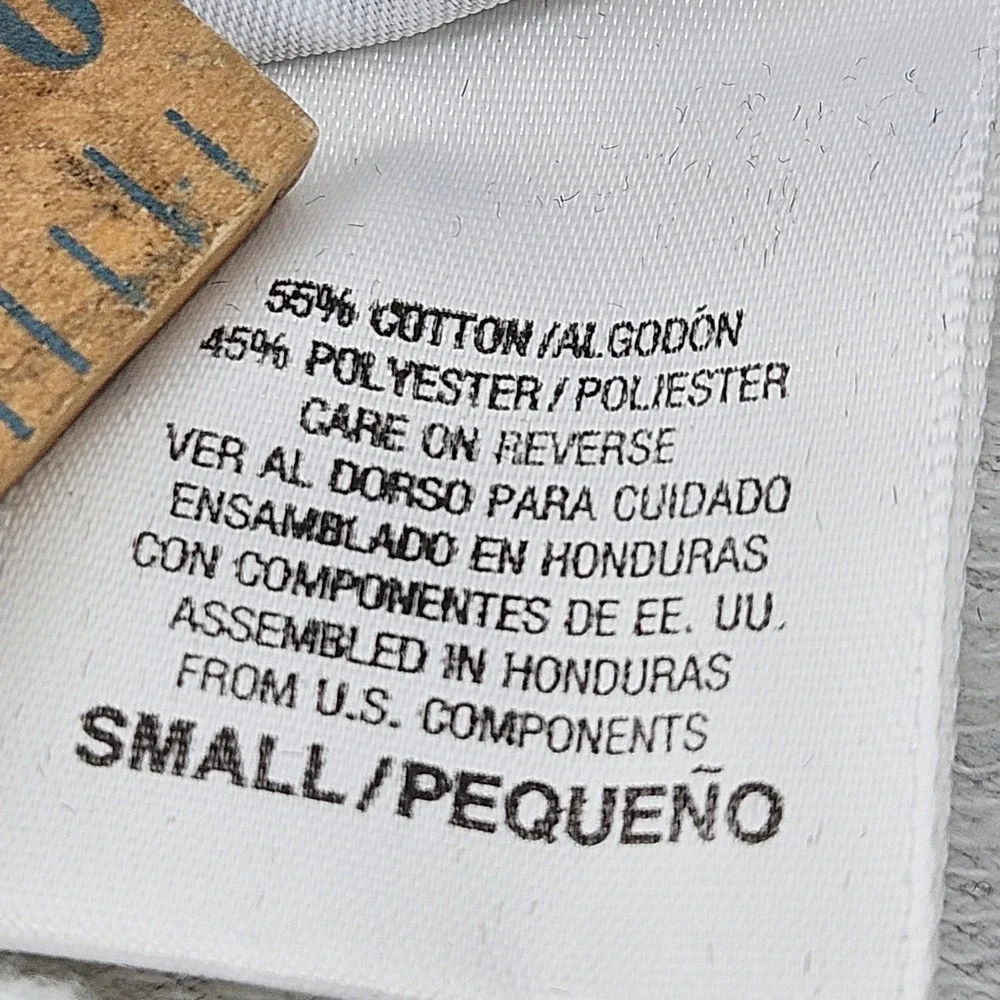 55% COTTON/ALGODÓN
45% POLYESTER/POLIESTER
CARE ON REVERSE
VER AL DORSO PARA CUIDADO
ENSAMBLADO EN HONDURAS
CON COMPONENTES DE EE. UU.
ASSEMBLED IN HONDURAS
FROM U.S. COMPONENTS
SMALL/PEQUEÑO